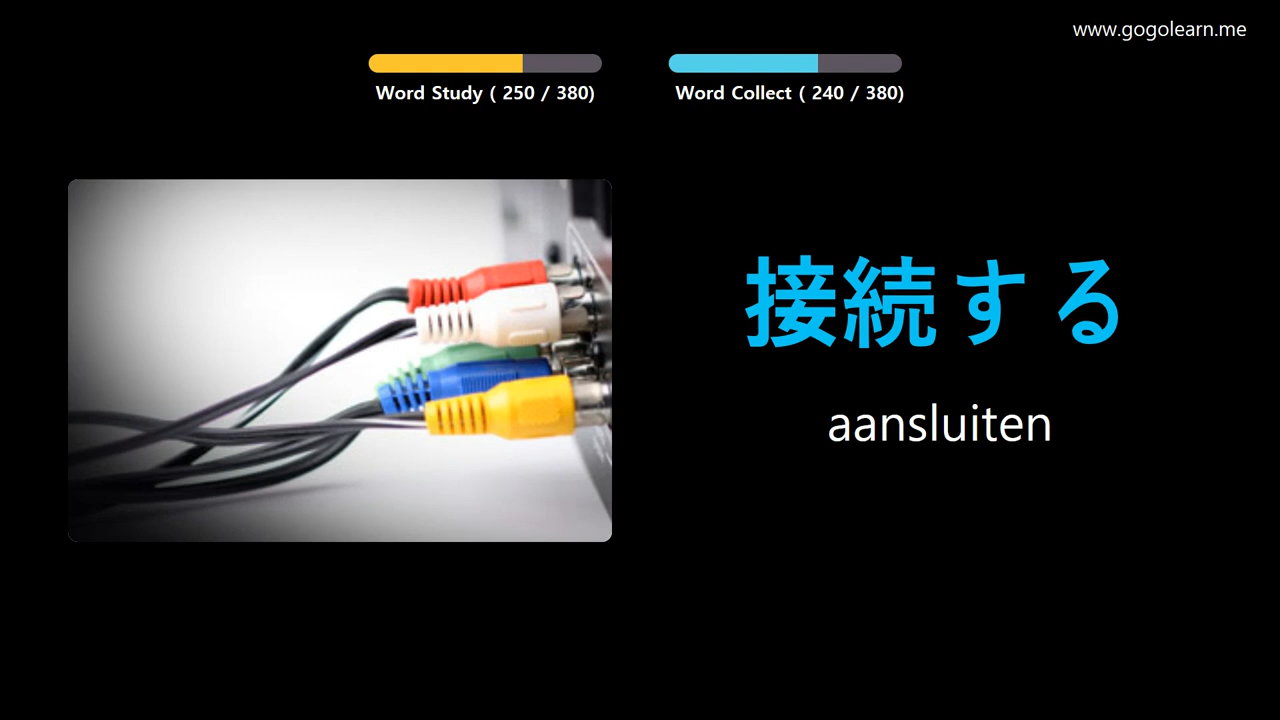 www.gogolearn.me
Word Study ( 250 / 380)
Word Collect ( 240 / 380)
接続する
aansluiten